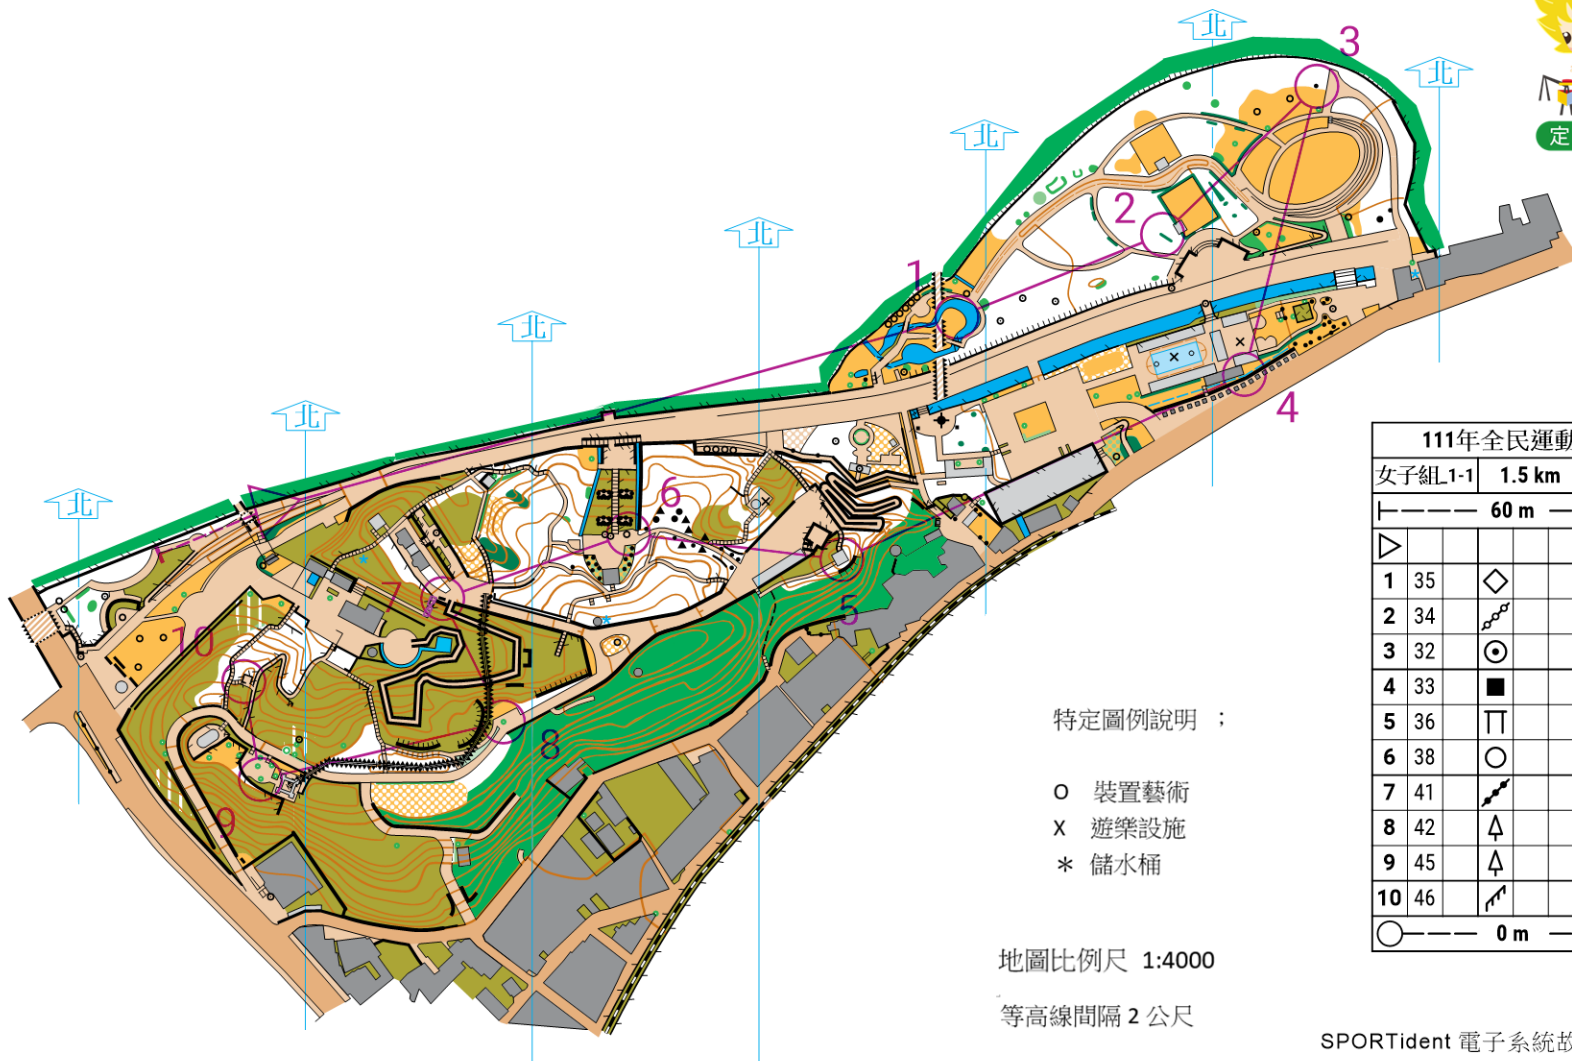 北
北
北
北
北
北
北
3
定
2
1
4
6
7
5
10
8
9
111年全民運動
女子組_1-1 1.5 km
60 m
1 35
2 34
3 32
4 33
5 36
6 38
7 41
8 42
9 45
10 46
0 m
特定圖例說明 ；
O 裝置藝術
X 遊樂設施
* 儲水桶
地圖比例尺 1:4000
等高線間隔 2 公尺
SPORTident 電子系統故